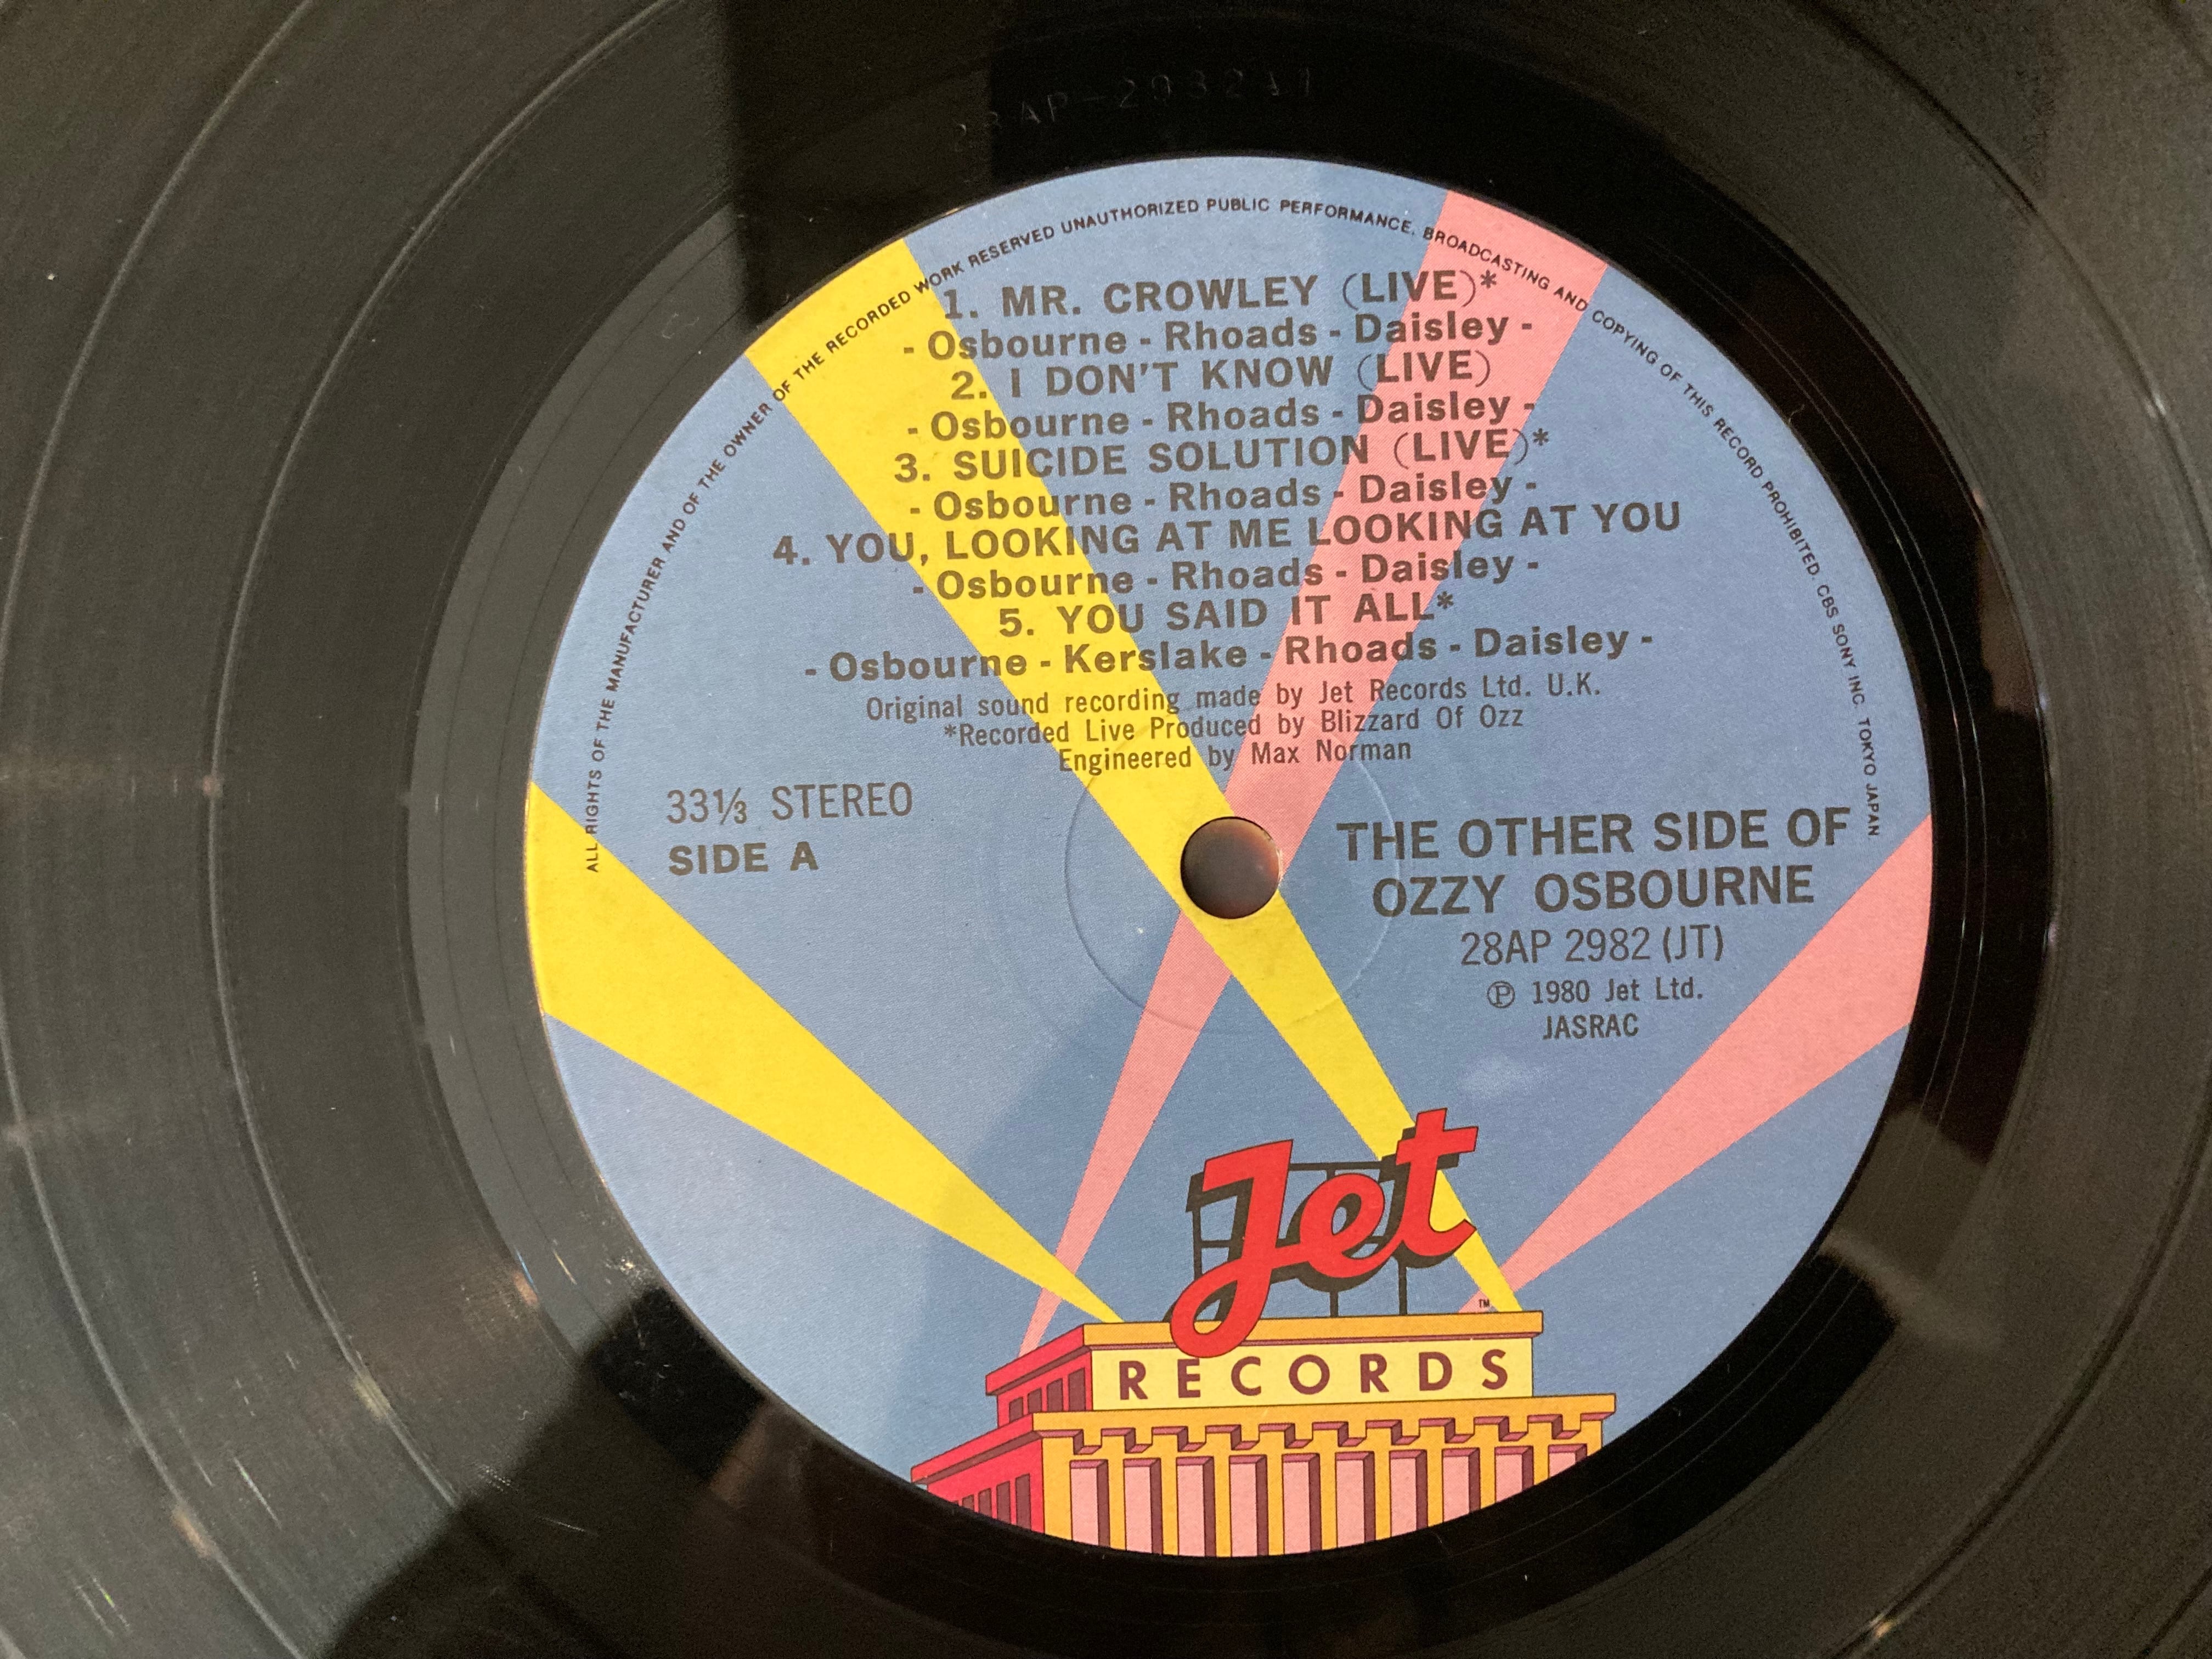 28AP-2932A1
ALL RIGHTS OF THE MANUFACTURER AND OF THE OWNER OF THE RECORDED WORK RESERVED UNAUTHORIZED PUBLIC PERFORMANCE, BROADCASTING AND COPYING OF THIS RECORD PROHIBITED. CBS SONY INC. TOKYO JAPAN
1. MR. CROWLEY (LIVE)*
- Osbourne - Rhoads - Daisley -
2. I DON'T KNOW (LIVE)
- Osbourne - Rhoads - Daisley -
3. SUICIDE SOLUTION (LIVE)*
- Osbourne - Rhoads - Daisley -
4. YOU, LOOKING AT ME LOOKING AT YOU
- Osbourne - Rhoads - Daisley -
5. YOU SAID IT ALL*
- Osbourne - Kerslake - Rhoads - Daisley -
Original sound recording made by Jet Records Ltd. U.K.
*Recorded Live Produced by Blizzard Of Ozz
Engineered by Max Norman
33⅓ STEREO
SIDE A
THE OTHER SIDE OF
OZZY OSBOURNE
28AP 2982 (JT)
Ⓟ 1980 Jet Ltd.
JASRAC
Jet
TM
RECORDS